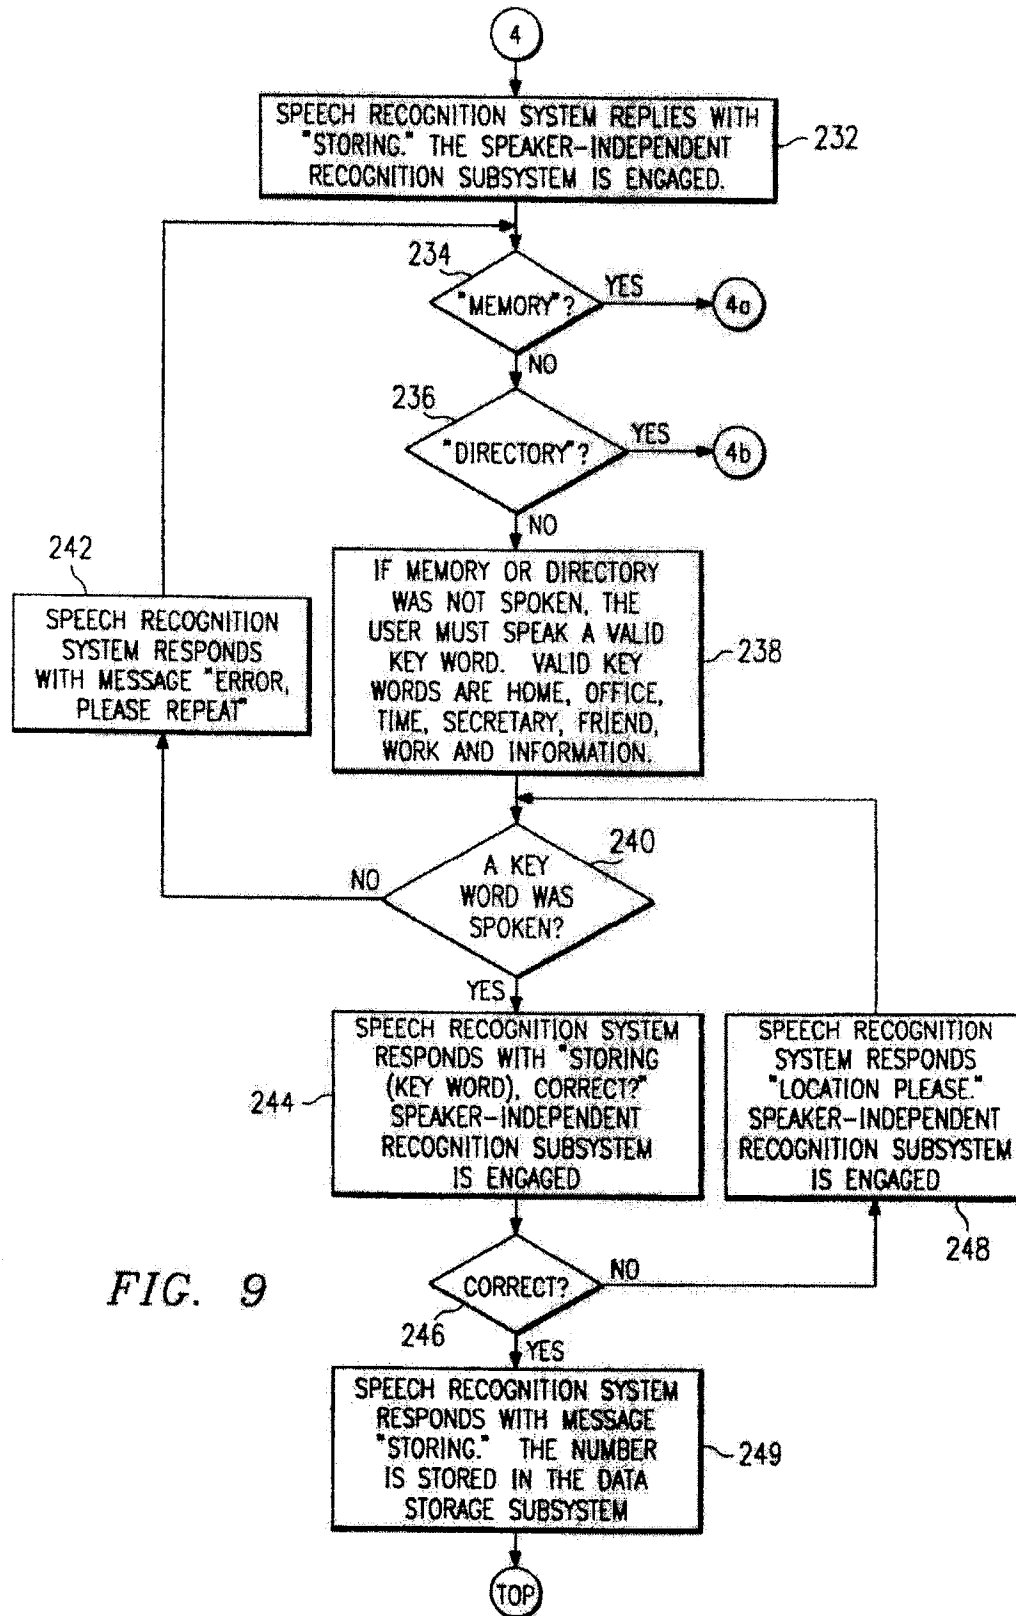 4
SPEECH RECOGNITION SYSTEM REPLIES WITH
"STORING." THE SPEAKER-INDEPENDENT
RECOGNITION SUBSYSTEM IS ENGAGED.
232
234
"MEMORY"?
YES
4a
NO
236
"DIRECTORY"?
YES
4b
NO
242
SPEECH RECOGNITION
SYSTEM RESPONDS
WITH MESSAGE "ERROR,
PLEASE REPEAT"
IF MEMORY OR DIRECTORY
WAS NOT SPOKEN, THE
USER MUST SPEAK A VALID
KEY WORD. VALID KEY
WORDS ARE HOME, OFFICE,
TIME, SECRETARY, FRIEND,
WORK AND INFORMATION.
238
240
A KEY
WORD WAS
SPOKEN?
NO
YES
244
SPEECH RECOGNITION SYSTEM
RESPONDS WITH "STORING
(KEY WORD), CORRECT?"
SPEAKER-INDEPENDENT
RECOGNITION SUBSYSTEM
IS ENGAGED
SPEECH RECOGNITION
SYSTEM RESPONDS
"LOCATION PLEASE."
SPEAKER-INDEPENDENT
RECOGNITION SUBSYSTEM
IS ENGAGED
248
FIG. 9
CORRECT?
NO
246
YES
SPEECH RECOGNITION SYSTEM
RESPONDS WITH MESSAGE
"STORING." THE NUMBER
IS STORED IN THE DATA
STORAGE SUBSYSTEM
249
TOP